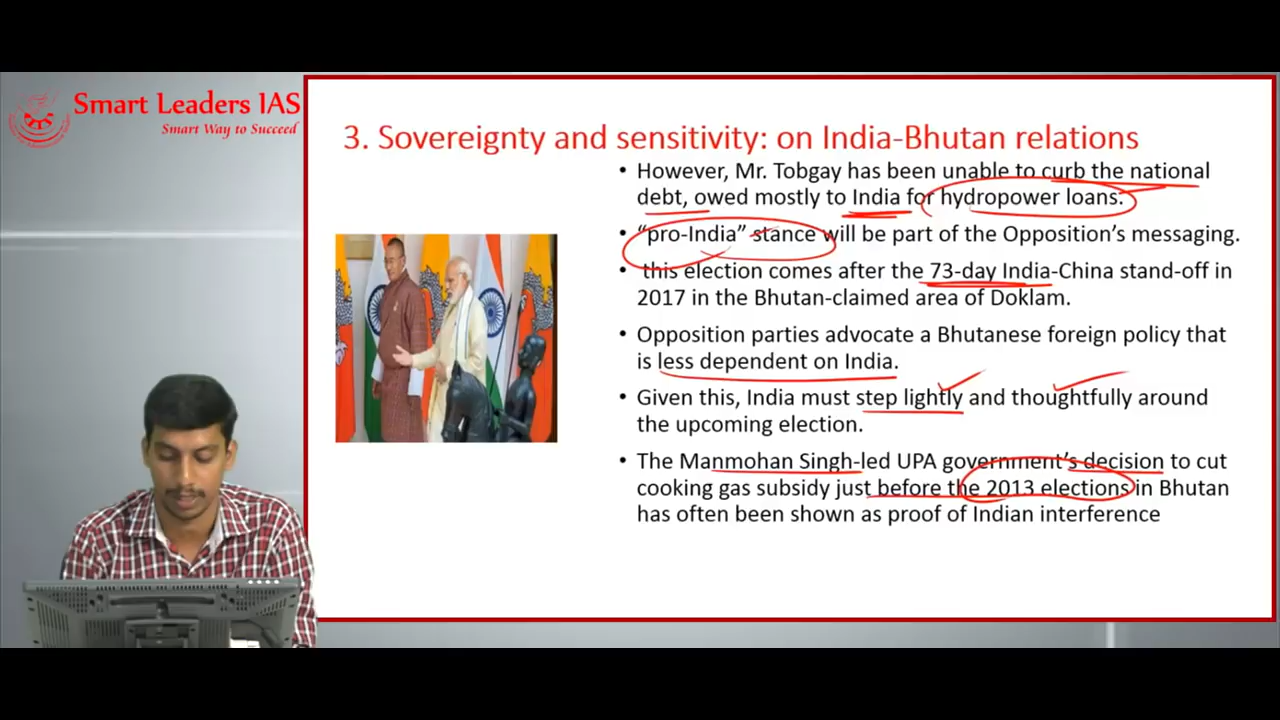 Smart Leaders IAS
Smart Way to Succeed
3. Sovereignty and sensitivity: on India-Bhutan relations
• However, Mr. Tobgay has been unable to curb the national
debt, owed mostly to India for hydropower loans.
• “pro-India” stance will be part of the Opposition’s messaging.
• this election comes after the 73-day India-China stand-off in
2017 in the Bhutan-claimed area of Doklam.
• Opposition parties advocate a Bhutanese foreign policy that
is less dependent on India.
• Given this, India must step lightly and thoughtfully around
the upcoming election.
• The Manmohan Singh-led UPA government’s decision to cut
cooking gas subsidy just before the 2013 elections in Bhutan
has often been shown as proof of Indian interference